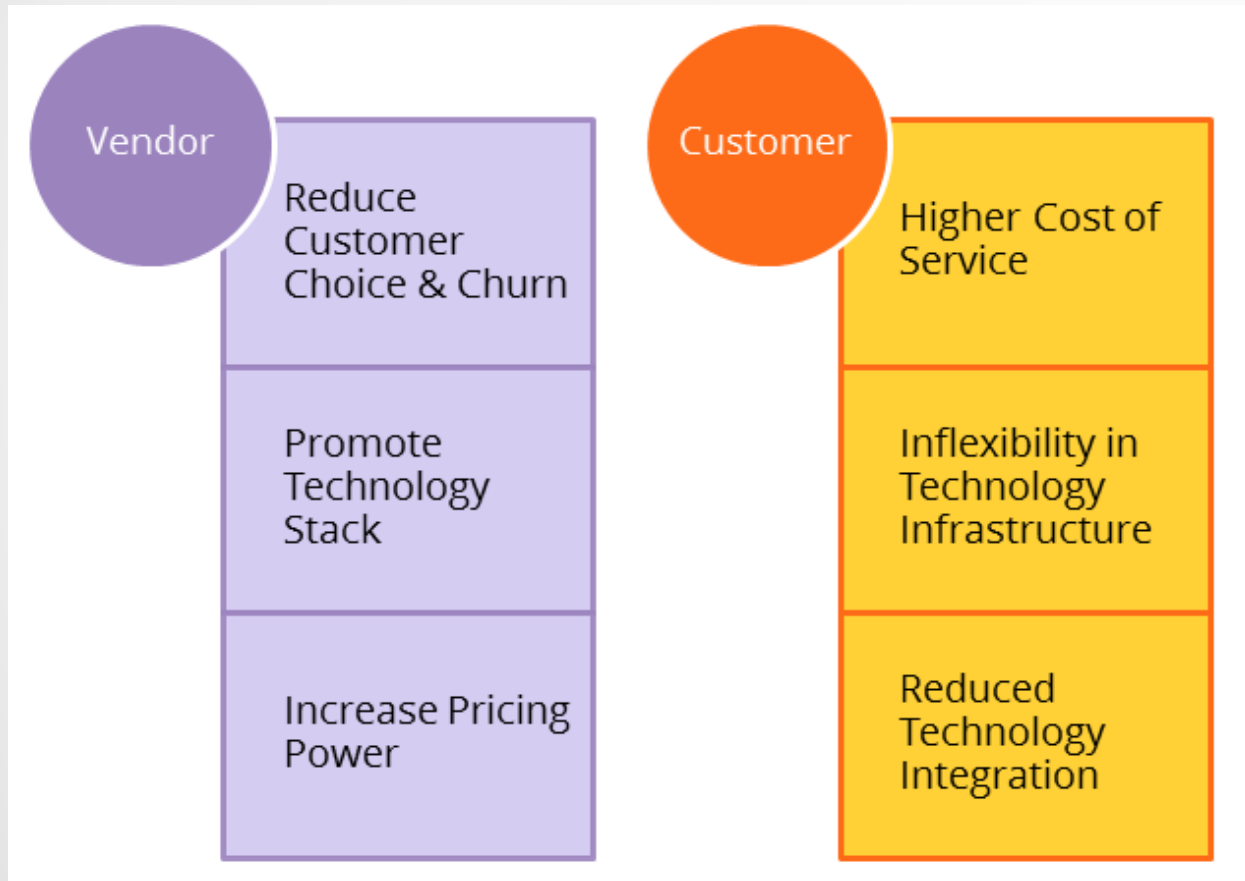 Vendor
Reduce
Customer
Choice & Churn
Promote
Technology
Stack
Increase Pricing
Power
Customer
Higher Cost of
Service
Inflexibility in
Technology
Infrastructure
Reduced
Technology
Integration